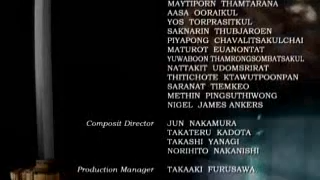 MAYTIPORN THAMTARANA
AASA OORAIKUL
YOS TORPRASITKUL
SAKNARIN THUBJAROEN
PIYAPONG CHAVALITSAKULCHAI
MATUROT EUANONTAT
YUWABOON THAMKRONGSOMBATSAKUL
NATTAKIT UDOMSRIRAT
THITICHOTE KTAWUTPOONPAN
SARANAT TIEMKEO
METHIN PINGSUTHIWONG
NIGEL JAMES ANKERS
Composit Director JUN NAKAMURA
TAKATERU KADOTA
TAKASHI YANAGI
NORIHITO NAKANISHI
Production Manager TAKAAKI FURUSAWA